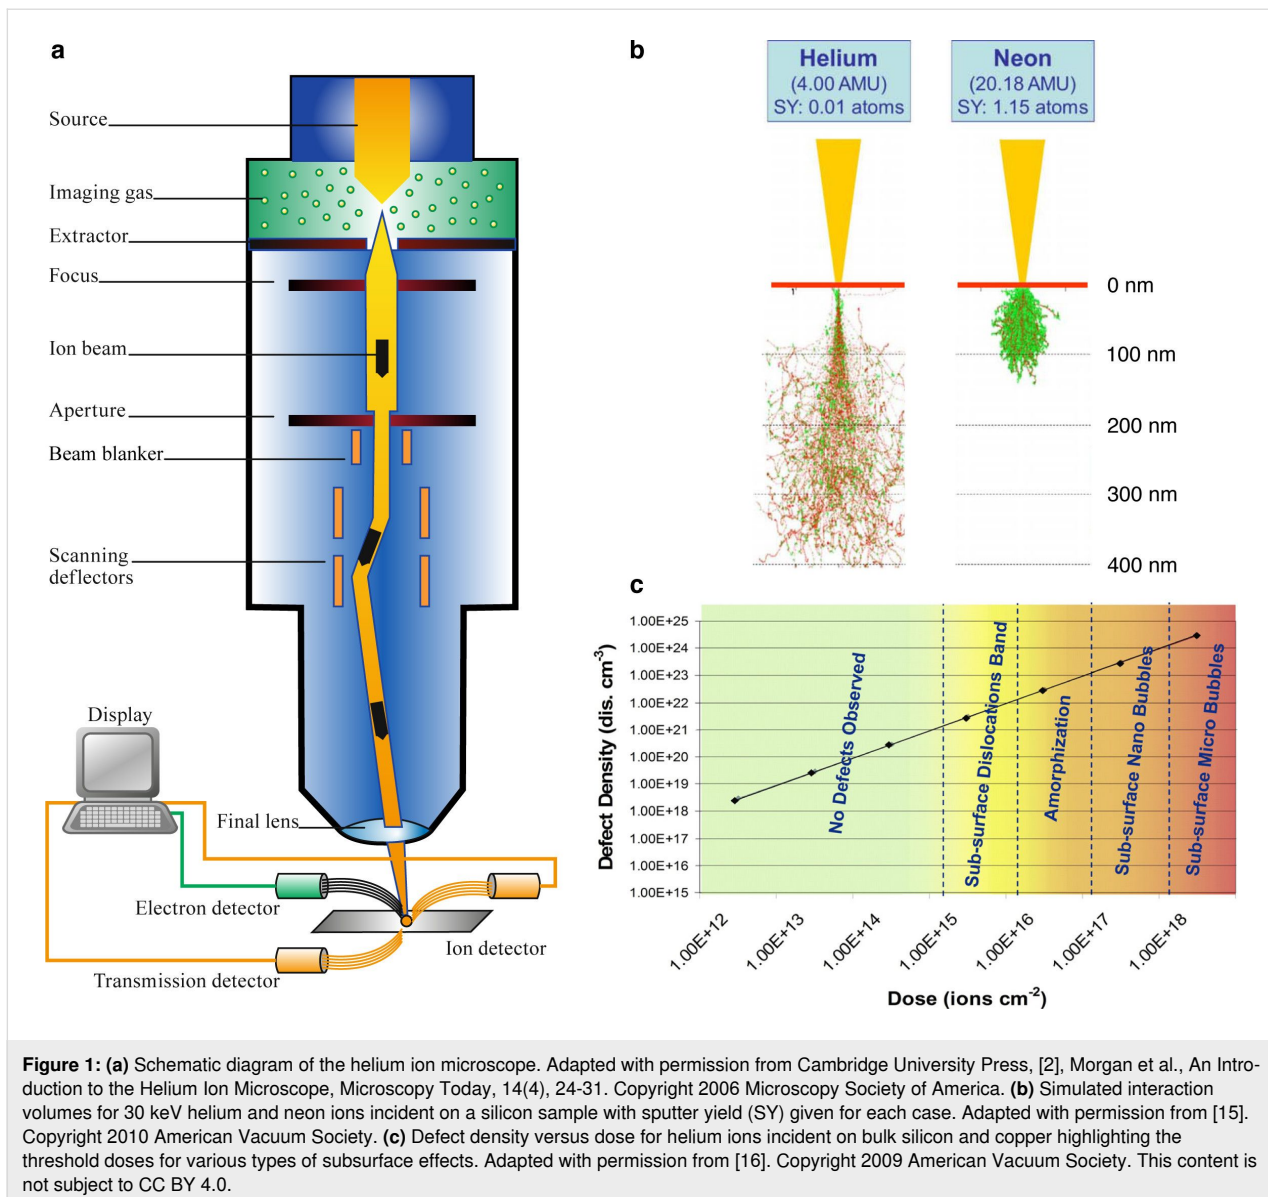 a
Source
Imaging gas
Extractor
Focus
Ion beam
Aperture
Beam blanker
Scanning
deflectors
Display
Final lens
Electron detector
Ion detector
Transmission detector
b
Helium
(4.00 AMU)
SY: 0.01 atoms
Neon
(20.18 AMU)
SY: 1.15 atoms
0 nm
100 nm
200 nm
300 nm
400 nm
c
Defect Density (dis. cm-3)
1.00E+25
1.00E+24
1.00E+23
1.00E+22
1.00E+21
1.00E+20
1.00E+19
1.00E+18
1.00E+17
1.00E+16
1.00E+15
No Defects Observed
Sub-surface Dislocations Band
Amorphization
Sub-surface Nano Bubbles
Sub-surface Micro Bubbles
1.00E+12
1.00E+13
1.00E+14
1.00E+15
1.00E+16
1.00E+17
1.00E+18
Dose (ions cm-2)
Figure 1: (a) Schematic diagram of the helium ion microscope. Adapted with permission from Cambridge University Press, [2], Morgan et al., An Intro-
duction to the Helium Ion Microscope, Microscopy Today, 14(4), 24-31. Copyright 2006 Microscopy Society of America. (b) Simulated interaction
volumes for 30 keV helium and neon ions incident on a silicon sample with sputter yield (SY) given for each case. Adapted with permission from [15].
Copyright 2010 American Vacuum Society. (c) Defect density versus dose for helium ions incident on bulk silicon and copper highlighting the
threshold doses for various types of subsurface effects. Adapted with permission from [16]. Copyright 2009 American Vacuum Society. This content is
not subject to CC BY 4.0.